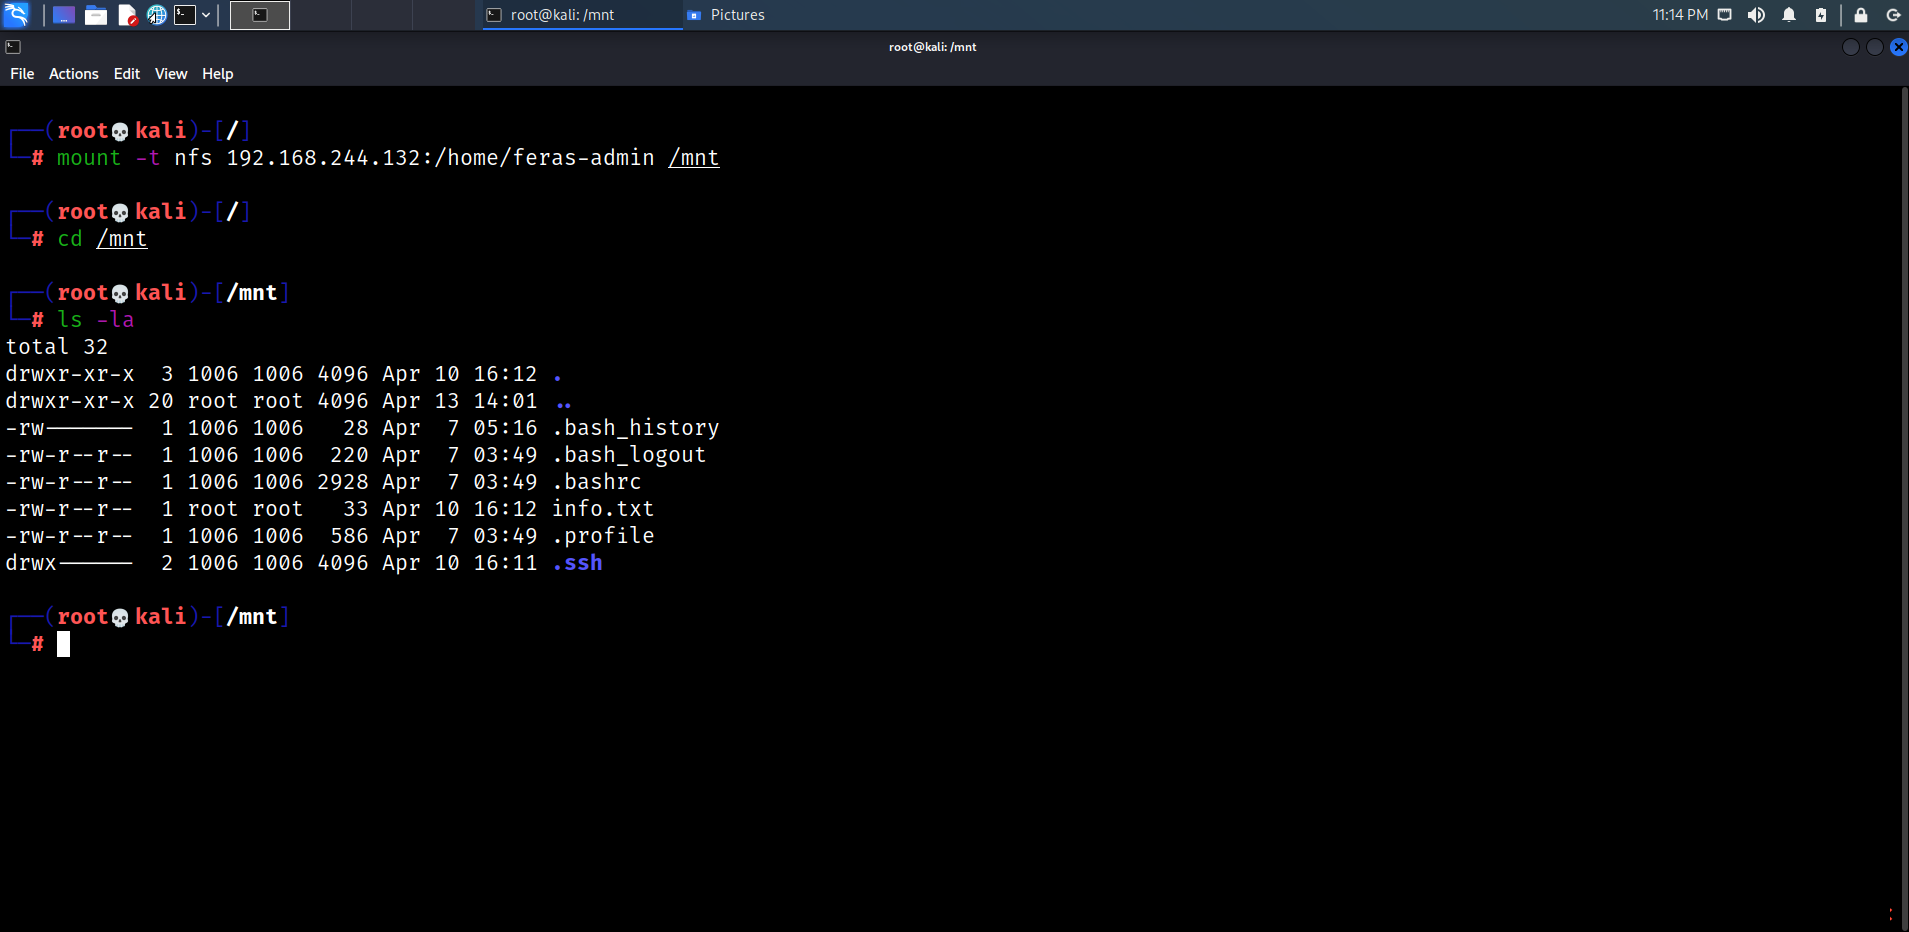 root@kali: /mnt
Pictures
11:14 PM
root@kali: /mnt
File Actions Edit View Help
┌──(root💀kali)-[/]
└─# mount -t nfs 192.168.244.132:/home/feras-admin /mnt
┌──(root💀kali)-[/]
└─# cd /mnt
┌──(root💀kali)-[/mnt]
└─# ls -la
total 32
drwxr-xr-x  3 1006 1006 4096 Apr 10 16:12 .
drwxr-xr-x 20 root root 4096 Apr 13 14:01 ..
-rw-------  1 1006 1006   28 Apr  7 05:16 .bash_history
-rw-r--r--  1 1006 1006  220 Apr  7 03:49 .bash_logout
-rw-r--r--  1 1006 1006 2928 Apr  7 03:49 .bashrc
-rw-r--r--  1 root root   33 Apr 10 16:12 info.txt
-rw-r--r--  1 1006 1006  586 Apr  7 03:49 .profile
drwx------  2 1006 1006 4096 Apr 10 16:11 .ssh
┌──(root💀kali)-[/mnt]
└─#